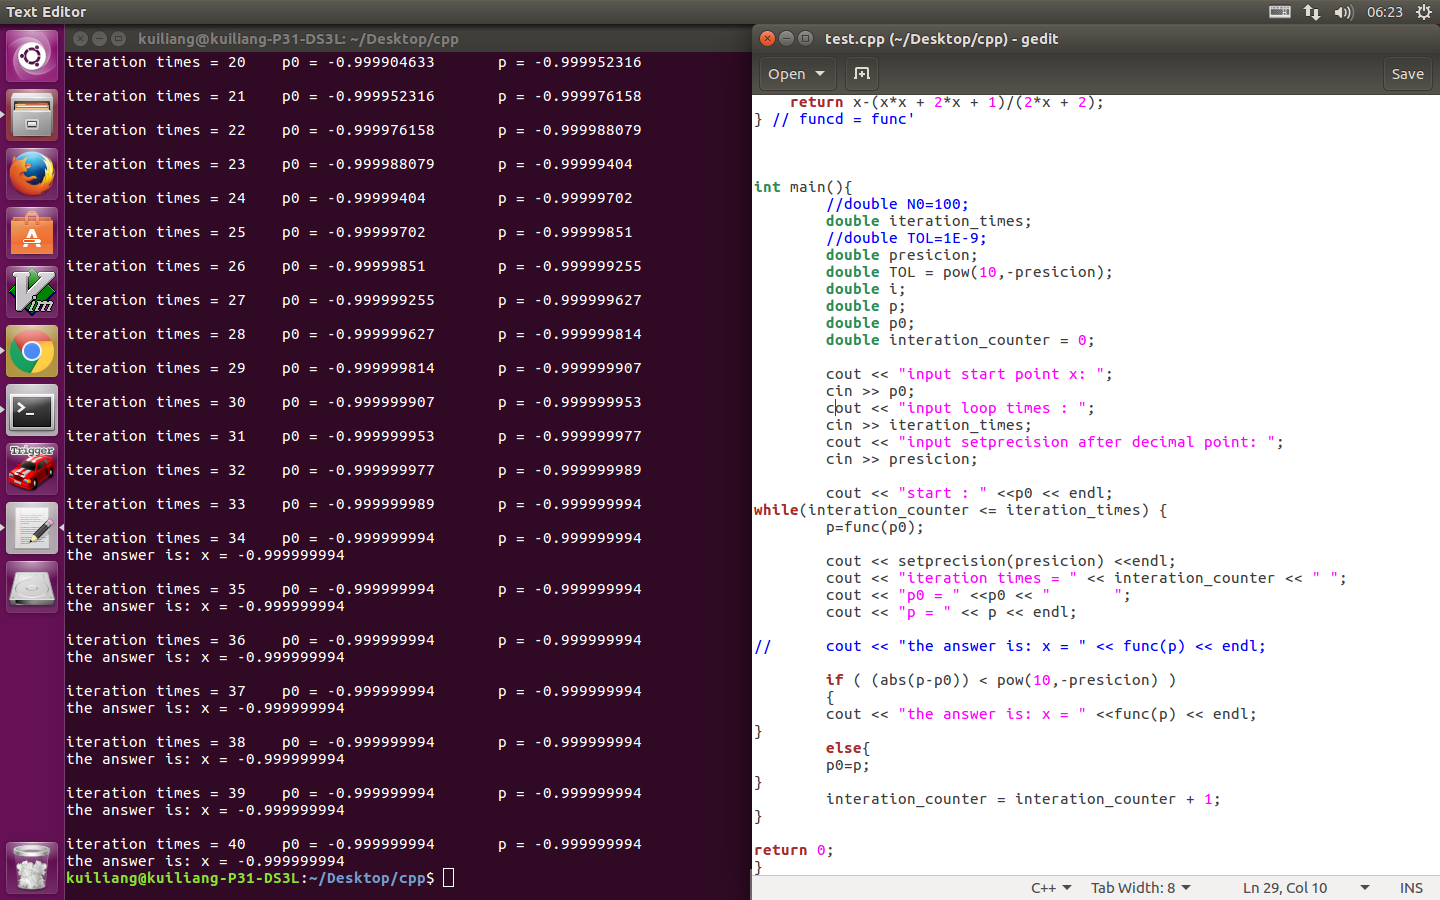 Text Editor
06:23
kuiliang@kuiliang-P31-DS3L: ~/Desktop/cpp
iteration times = 20    p0 = -0.999904633       p = -0.999952316
iteration times = 21    p0 = -0.999952316       p = -0.999976158
iteration times = 22    p0 = -0.999976158       p = -0.999988079
iteration times = 23    p0 = -0.999988079       p = -0.99999404
iteration times = 24    p0 = -0.99999404        p = -0.99999702
iteration times = 25    p0 = -0.99999702        p = -0.99999851
iteration times = 26    p0 = -0.99999851        p = -0.999999255
iteration times = 27    p0 = -0.999999255       p = -0.999999627
iteration times = 28    p0 = -0.999999627       p = -0.999999814
iteration times = 29    p0 = -0.999999814       p = -0.999999907
iteration times = 30    p0 = -0.999999907       p = -0.999999953
iteration times = 31    p0 = -0.999999953       p = -0.999999977
iteration times = 32    p0 = -0.999999977       p = -0.999999989
iteration times = 33    p0 = -0.999999989       p = -0.999999994
iteration times = 34    p0 = -0.999999994       p = -0.999999994
the answer is: x = -0.999999994
iteration times = 35    p0 = -0.999999994       p = -0.999999994
the answer is: x = -0.999999994
iteration times = 36    p0 = -0.999999994       p = -0.999999994
the answer is: x = -0.999999994
iteration times = 37    p0 = -0.999999994       p = -0.999999994
the answer is: x = -0.999999994
iteration times = 38    p0 = -0.999999994       p = -0.999999994
the answer is: x = -0.999999994
iteration times = 39    p0 = -0.999999994       p = -0.999999994
the answer is: x = -0.999999994
iteration times = 40    p0 = -0.999999994       p = -0.999999994
the answer is: x = -0.999999994
kuiliang@kuiliang-P31-DS3L:~/Desktop/cpp$
Vim
Trigger
test.cpp (~/Desktop/cpp) - gedit
Open
Save
    return x-(x*x + 2*x + 1)/(2*x + 2);
} // funcd = func'
int main(){
        //double N0=100;
        double iteration_times;
        //double TOL=1E-9;
        double presicion;
        double TOL = pow(10,-presicion);
        double i;
        double p;
        double p0;
        double interation_counter = 0;
        cout << "input start point x: ";
        cin >> p0;
        cout << "input loop times : ";
        cin >> iteration_times;
        cout << "input setprecision after decimal point: ";
        cin >> presicion;
        cout << "start : " <<p0 << endl;
while(interation_counter <= iteration_times) {
        p=func(p0);
        cout << setprecision(presicion) <<endl;
        cout << "iteration times = " << interation_counter << " ";
        cout << "p0 = " <<p0 << "       ";
        cout << "p = " << p << endl;
//      cout << "the answer is: x = " << func(p) << endl;
        if ( (abs(p-p0)) < pow(10,-presicion) )
        {
        cout << "the answer is: x = " <<func(p) << endl;
}
        else{
        p0=p;
}
        interation_counter = interation_counter + 1;
}
return 0;
}
C++
Tab Width: 8
Ln 29, Col 10
INS